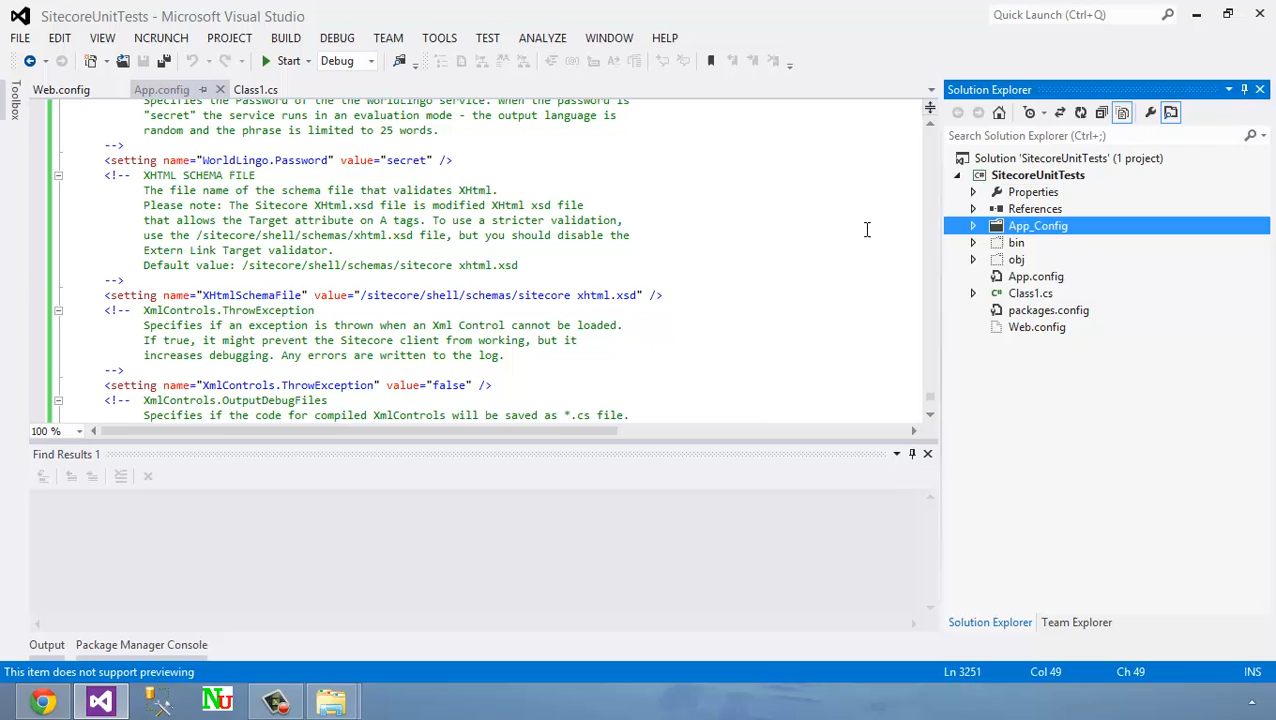 SitecoreUnitTests - Microsoft Visual Studio
Quick Launch (Ctrl+Q)
FILE EDIT VIEW NCRUNCH PROJECT BUILD DEBUG TEAM TOOLS TEST ANALYZE WINDOW HELP
Start Debug
Toolbox
Web.config App.config Class1.cs
Specifies the Password of the the WorldLingo service. When the password is
"secret" the service runs in an evaluation mode - the output language is
random and the phrase is limited to 25 words.
-->
<setting name="WorldLingo.Password" value="secret" />
<!-- XHTML SCHEMA FILE
The file name of the schema file that validates XHtml.
Please note: The Sitecore XHtml.xsd file is modified XHtml xsd file
that allows the Target attribute on A tags. To use a stricter validation,
use the /sitecore/shell/schemas/xhtml.xsd file, but you should disable the
Extern Link Target validator.
Default value: /sitecore/shell/schemas/sitecore xhtml.xsd
-->
<setting name="XHtmlSchemaFile" value="/sitecore/shell/schemas/sitecore xhtml.xsd" />
<!-- XmlControls.ThrowException
Specifies if an exception is thrown when an Xml Control cannot be loaded.
If true, it might prevent the Sitecore client from working, but it
increases debugging. Any errors are written to the log.
-->
<setting name="XmlControls.ThrowException" value="false" />
<!-- XmlControls.OutputDebugFiles
Specifies if the code for compiled XmlControls will be saved as *.cs file.
100 %
Find Results 1
Output Package Manager Console
Solution Explorer
Search Solution Explorer (Ctrl+;)
Solution 'SitecoreUnitTests' (1 project)
SitecoreUnitTests
Properties
References
App_Config
bin
obj
App.config
Class1.cs
packages.config
Web.config
Solution Explorer Team Explorer
This item does not support previewing Ln 3251 Col 49 Ch 49 INS
Nu